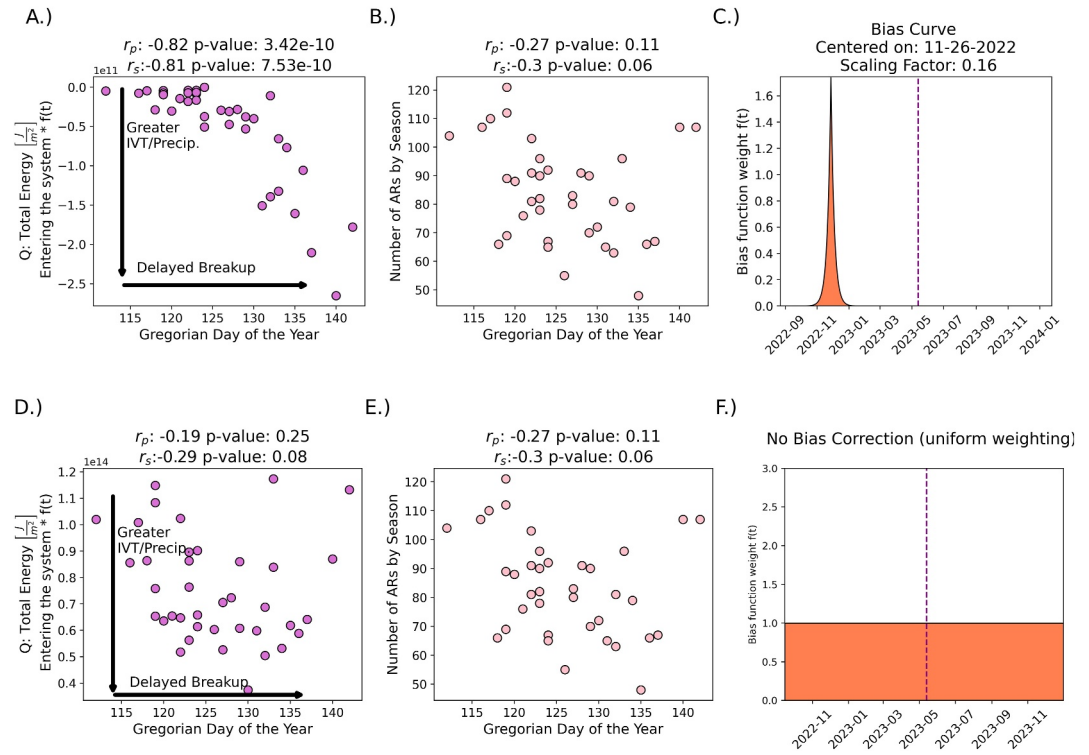 A.)
r_p: -0.82 p-value: 3.42e-10
r_s:-0.81 p-value: 7.53e-10
1e11
0.0
−0.5
−1.0
−1.5
−2.0
−2.5
Q: Total Energy [J/m²]
Entering the system * f(t)
Greater
IVT/Precip.
Delayed Breakup
115 120 125 130 135 140
Gregorian Day of the Year
B.)
r_p: -0.27 p-value: 0.11
r_s:-0.3 p-value: 0.06
120
110
100
90
80
70
60
50
Number of ARs by Season
115 120 125 130 135 140
Gregorian Day of the Year
C.)
Bias Curve
Centered on: 11-26-2022
Scaling Factor: 0.16
1.6
1.4
1.2
1.0
0.8
0.6
0.4
0.2
0.0
Bias function weight f(t)
2022-09 2022-11 2023-01 2023-03 2023-05 2023-07 2023-09 2023-11 2024-01
D.)
r_p: -0.19 p-value: 0.25
r_s:-0.29 p-value: 0.08
1e14
1.2
1.1
1.0
0.9
0.8
0.7
0.6
0.5
0.4
Q: Total Energy [J/m²]
Entering the system * f(t)
Greater
IVT/Precip.
Delayed Breakup
115 120 125 130 135 140
Gregorian Day of the Year
E.)
r_p: -0.27 p-value: 0.11
r_s:-0.3 p-value: 0.06
120
110
100
90
80
70
60
50
Number of ARs by Season
115 120 125 130 135 140
Gregorian Day of the Year
F.)
No Bias Correction (uniform weighting)
3.0
2.5
2.0
1.5
1.0
0.5
0.0
Bias function weight f(t)
2022-11 2023-01 2023-03 2023-05 2023-07 2023-09 2023-11